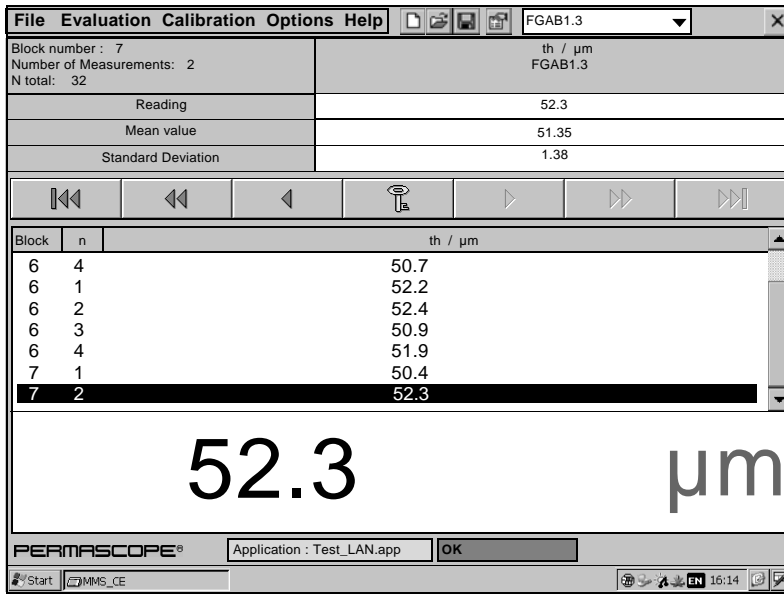 File Evaluation Calibration Options Help FGAB1.3
Block number : 7
Number of Measurements: 2
N total: 32
th / µm
FGAB1.3
Reading 52.3
Mean value 51.35
Standard Deviation 1.38
Block n th / µm
6 4 50.7
6 1 52.2
6 2 52.4
6 3 50.9
6 4 51.9
7 1 50.4
7 2 52.3
52.3 µm
PERMASCOPE® Application : Test_LAN.app OK
Start MMS_CE EN 16:14